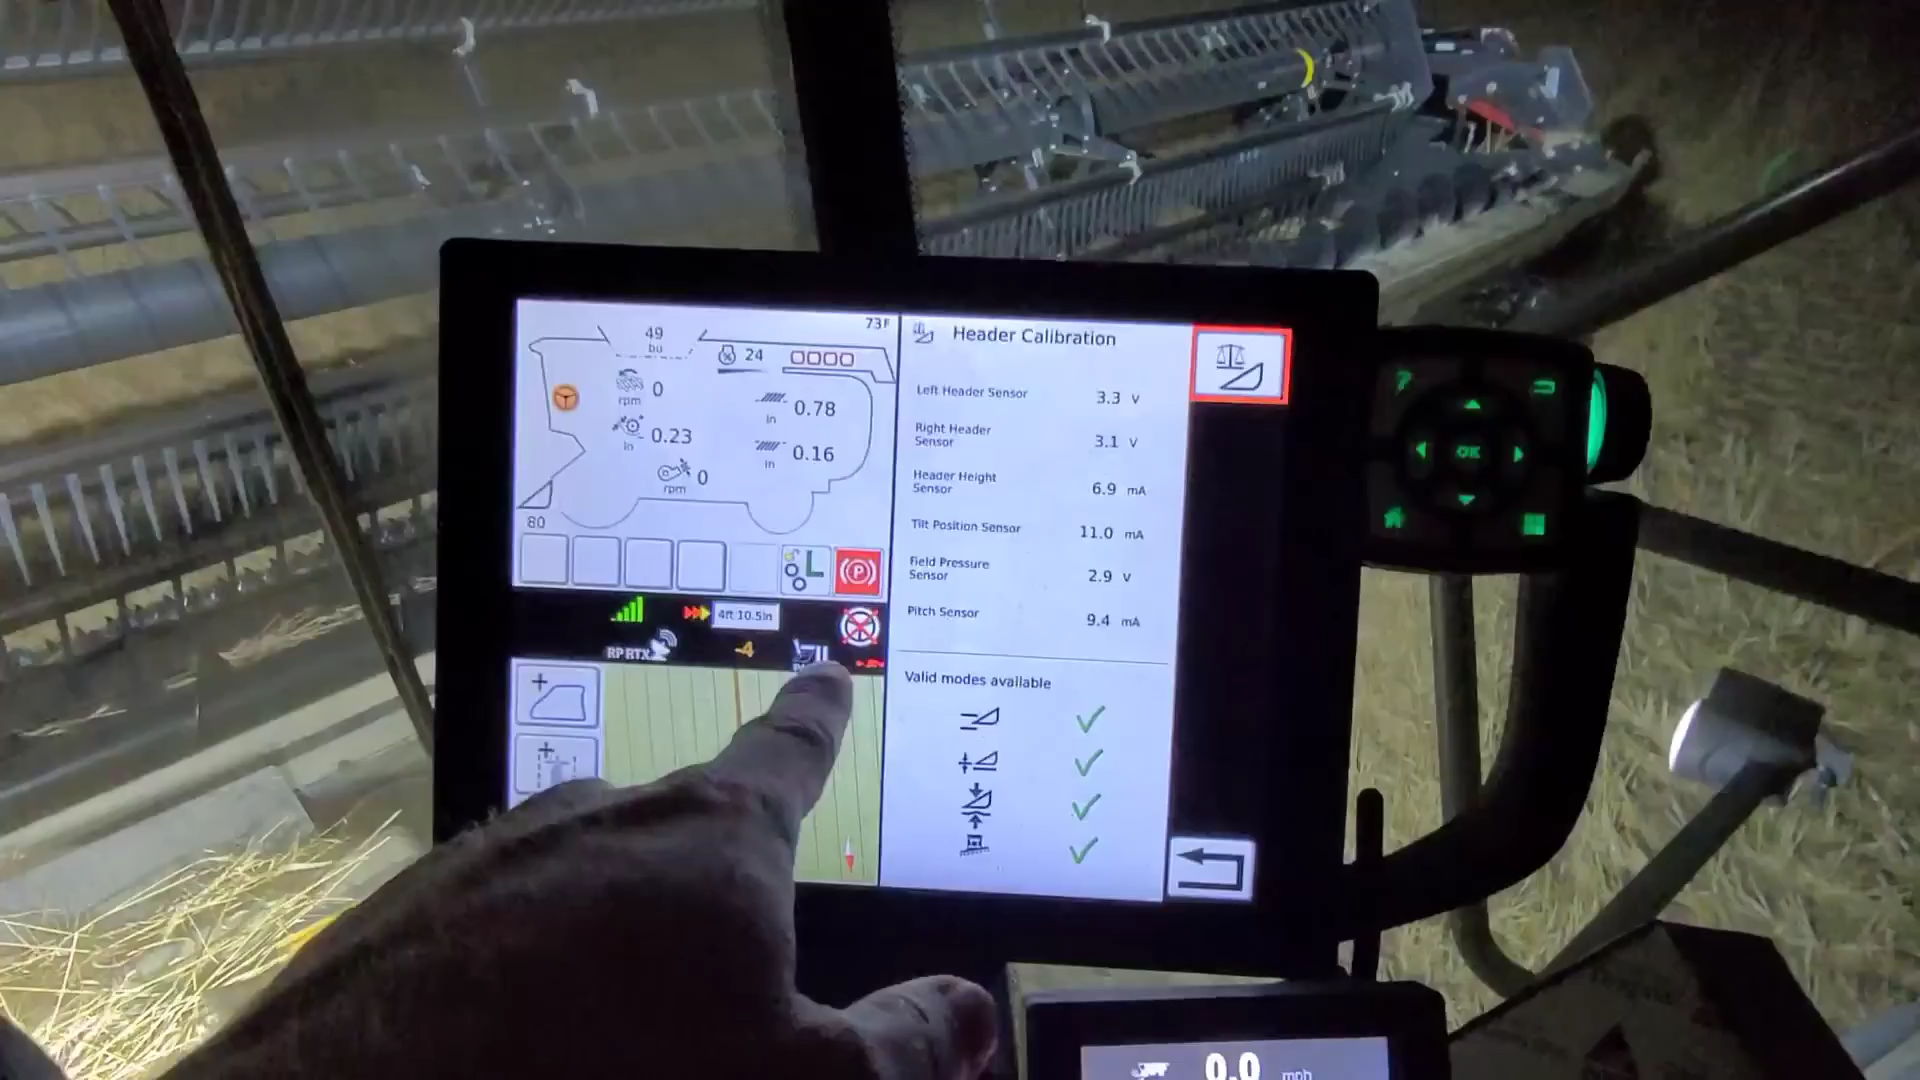 73F
49
bu
24
0
rpm
0.78
in
0.23
in
0.16
in
0
rpm
80
L
P
4ft 10.5in
RP RTX
-4
Header Calibration
Left Header Sensor 3.3 V
Right Header
Sensor 3.1 V
Header Height
Sensor 6.9 mA
Tilt Position Sensor 11.0 mA
Field Pressure
Sensor 2.9 V
Pitch Sensor 9.4 mA
Valid modes available
?
OK
0.0 mph